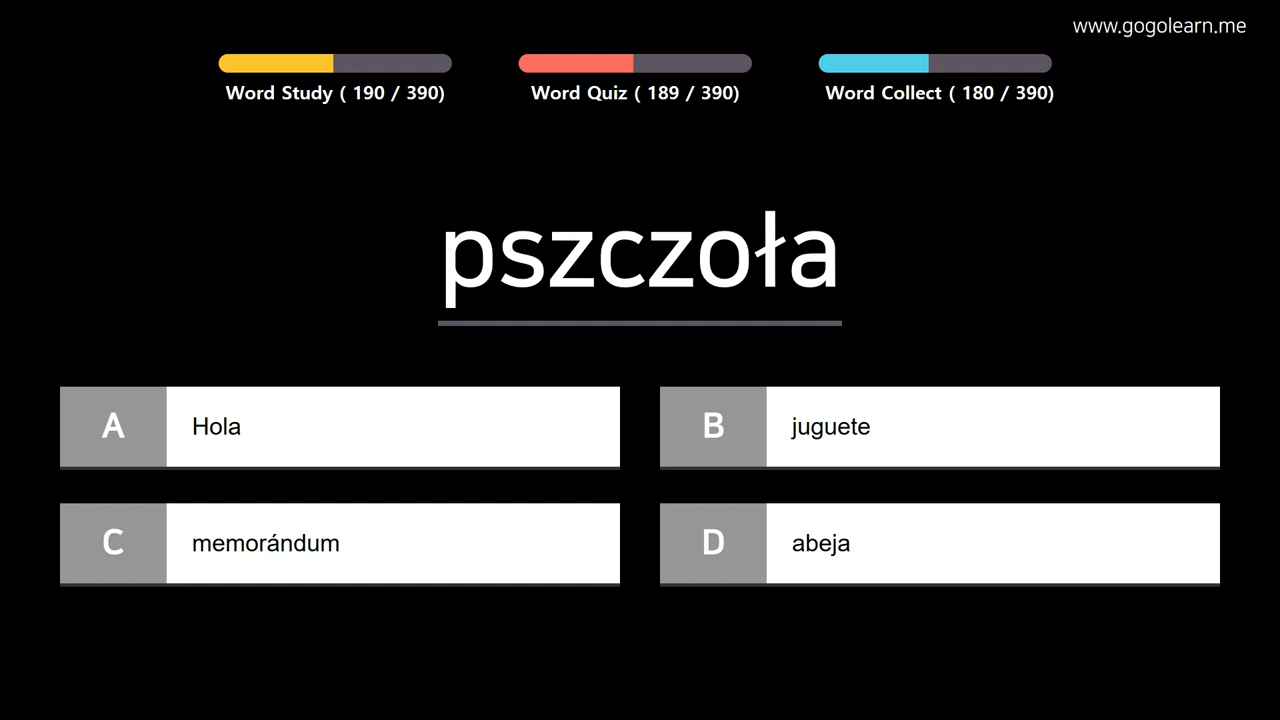 www.gogolearn.me
Word Study ( 190 / 390)
Word Quiz ( 189 / 390)
Word Collect ( 180 / 390)
pszczoła
A
Hola
B
juguete
C
memorándum
D
abeja